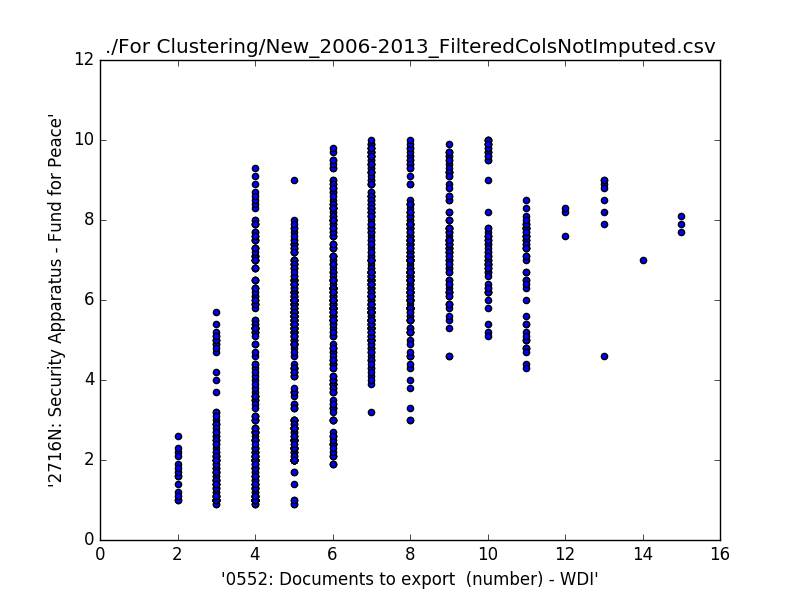 ./For Clustering/New_2006-2013_FilteredColsNotImputed.csv
12
10
8
6
4
2
0
'2716N: Security Apparatus - Fund for Peace'
0 2 4 6 8 10 12 14 16
'0552: Documents to export  (number) - WDI'